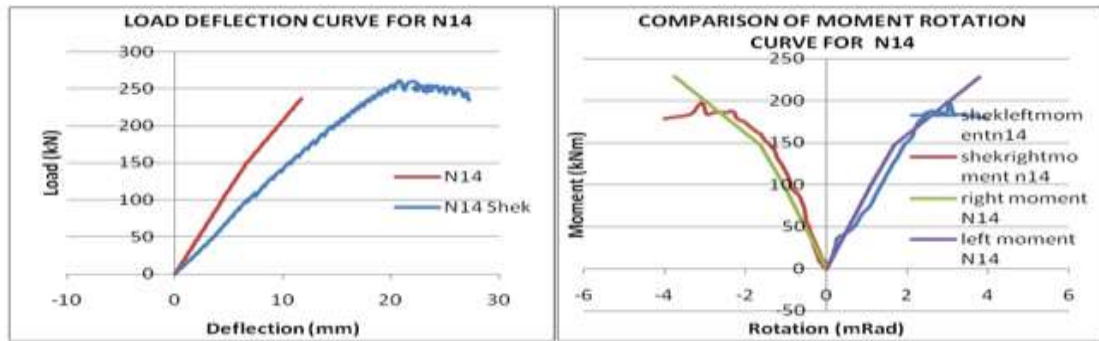 LOAD DEFLECTION CURVE FOR N14
300
250
200
150
100
50
0
-10
0
10
20
30
Load (kN)
Deflection (mm)
N14
N14 Shek
COMPARISON OF MOMENT ROTATION
CURVE FOR N14
250
200
150
100
50
0
-50
-6
-4
-2
0
2
4
6
Moment (kNm)
Rotation (mRad)
shekleftmom
entn14
shekrightmo
ment n14
right moment
N14
left moment
N14